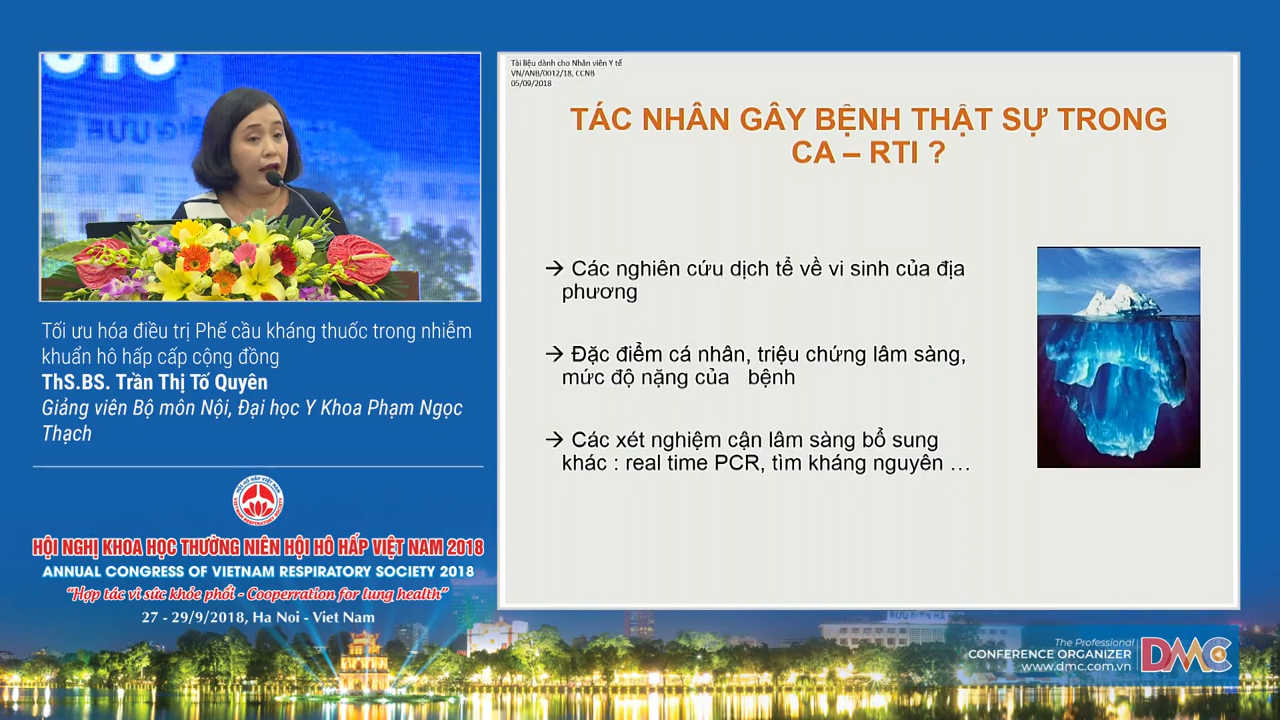 Tài liệu dành cho Nhân viên Y tế
VN/ANB/0012/18, CCNB
05/09/2018
TÁC NHÂN GÂY BỆNH THẬT SỰ TRONG
CA – RTI ?
→ Các nghiên cứu dịch tể về vi sinh của địa
phương
→ Đặc điểm cá nhân, triệu chứng lâm sàng,
mức độ nặng của bệnh
→ Các xét nghiệm cận lâm sàng bổ sung
khác : real time PCR, tìm kháng nguyên …
Tối ưu hóa điều trị Phế cầu kháng thuốc trong nhiễm
khuẩn hô hấp cấp cộng đồng
ThS.BS. Trần Thị Tố Quyên
Giảng viên Bộ môn Nội, Đại học Y Khoa Phạm Ngọc
Thạch
HỘI NGHỊ KHOA HỌC THƯỜNG NIÊN HỘI HÔ HẤP VIỆT NAM 2018
ANNUAL CONGRESS OF VIETNAM RESPIRATORY SOCIETY 2018
“Hợp tác vì sức khỏe phổi - Cooperration for lung health”
27 - 29/9/2018, Ha Noi - Viet Nam
The Professional
CONFERENCE ORGANIZER
www.dmc.com.vn
DMC